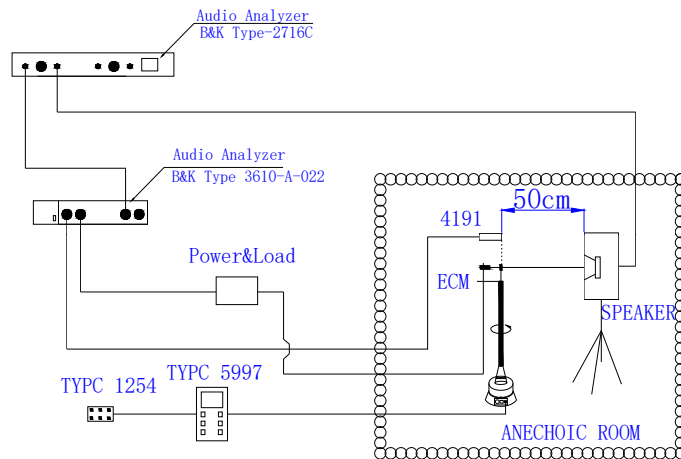 Audio Analyzer
B&K Type-2716C
Audio Analyzer
B&K Type 3610-A-022
50cm
4191
Power&Load
ECM
SPEAKER
TYPC 1254
TYPC 5997
ANECHOIC ROOM